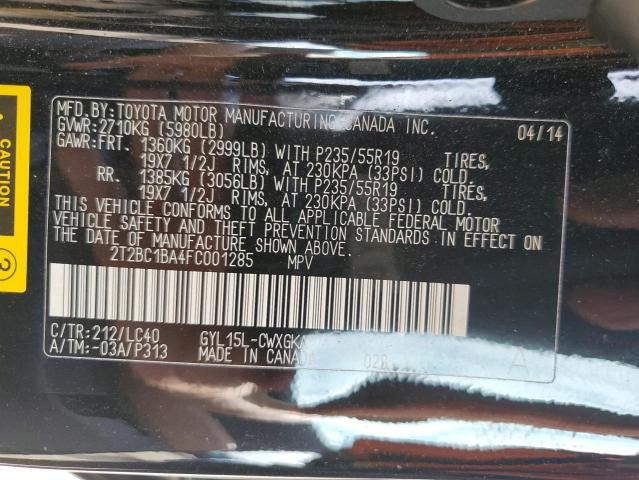 MFD.BY:TOYOTA MOTOR MANUFACTURING CANADA INC. 04/14
GVWR:2710KG (5980LB)
GAWR:FRT. 1360KG (2999LB) WITH P235/55R19 TIRES,
19X7 1/2J RIMS, AT 230KPA (33PSI) COLD.
RR. 1385KG (3056LB) WITH P235/55R19 TIRES,
19X7 1/2J RIMS, AT 230KPA (33PSI) COLD.
THIS VEHICLE CONFORMS TO ALL APPLICABLE FEDERAL MOTOR
VEHICLE SAFETY AND THEFT PREVENTION STANDARDS IN EFFECT ON
THE DATE OF MANUFACTURE SHOWN ABOVE.
2T2BC1BA4FC001285 MPV
C/TR:212/LC40 GYL15L-CWXGK
A/TM:-03A/P313 MADE IN CANADA A
CAUTION